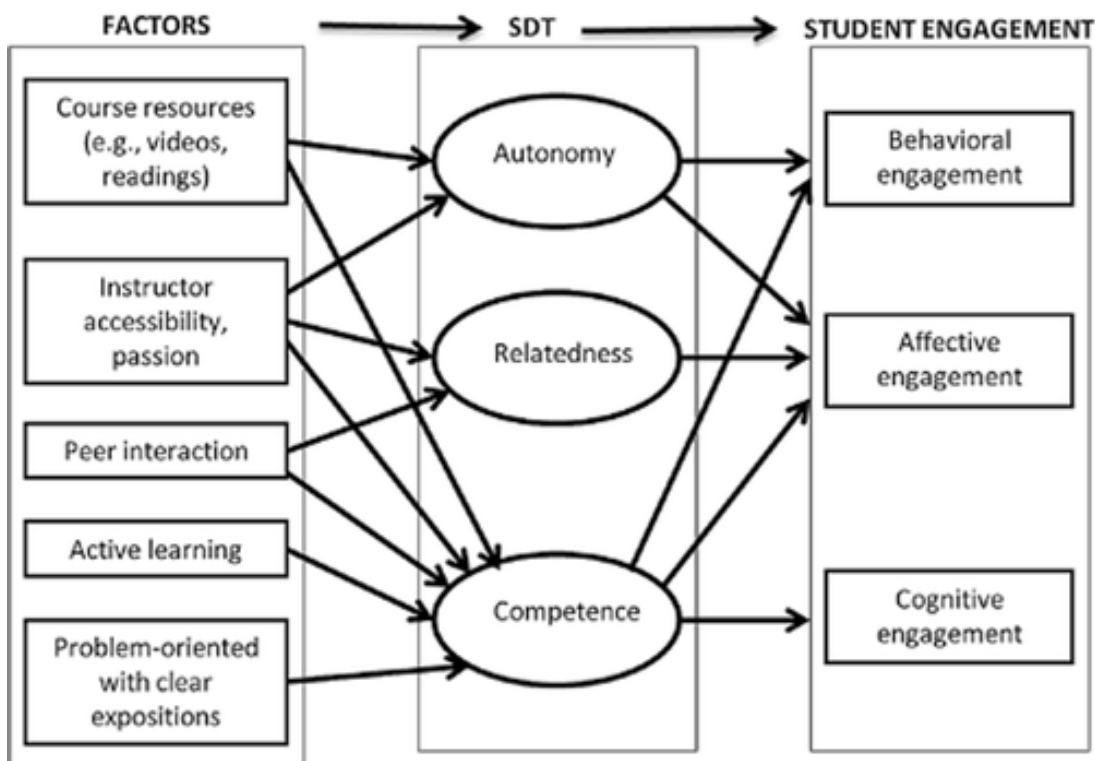 FACTORS
SDT
STUDENT ENGAGEMENT
Course resources
(e.g., videos,
readings)
Instructor
accessibility,
passion
Peer interaction
Active learning
Problem-oriented
with clear
expositions
Autonomy
Relatedness
Competence
Behavioral
engagement
Affective
engagement
Cognitive
engagement